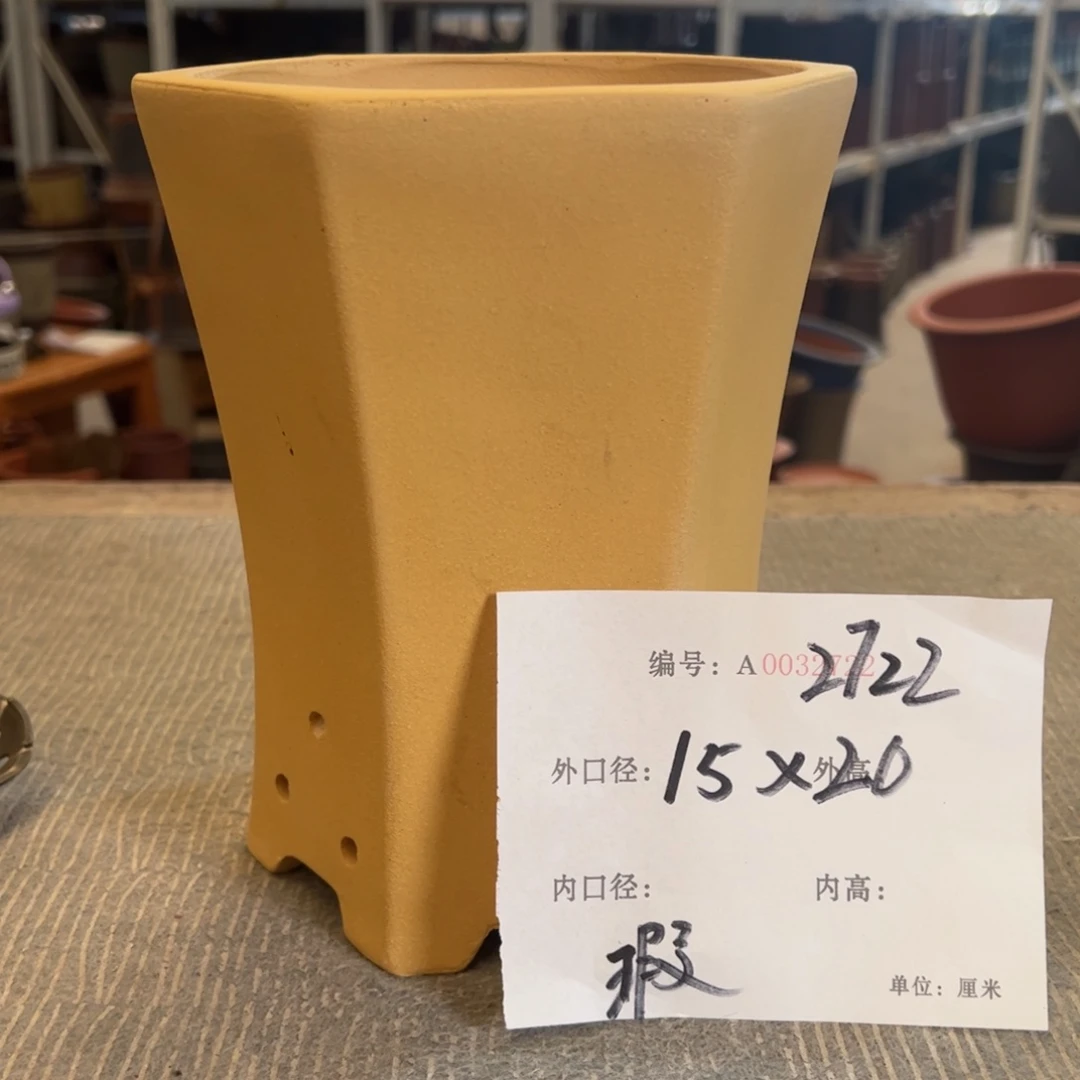 编号: A0032722 2722
外口径: 15×20 外高
内口径: 内高:
瑕
单位: 厘米